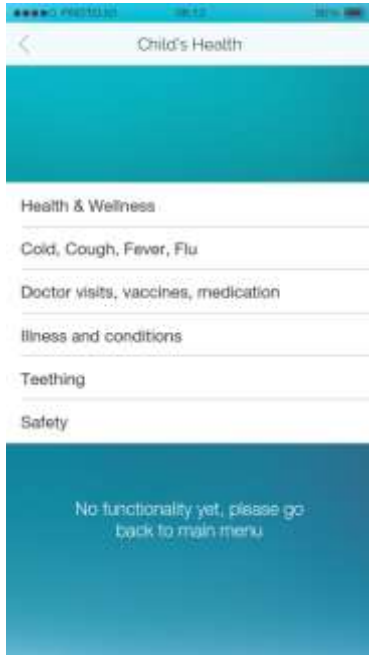 Child's Health
Health & Wellness
Cold, Cough, Fever, Flu
Doctor visits, vaccines, medication
Illness and conditions
Teething
Safety
No functionality yet, please go
back to main menu